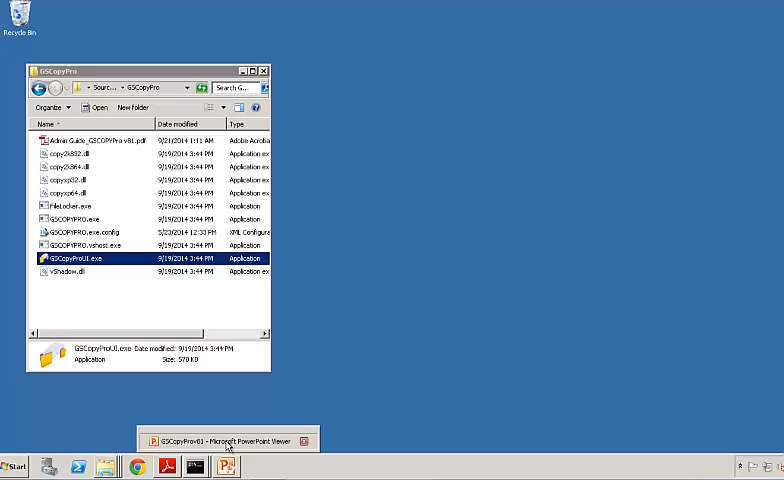 Recycle Bin
GSCopyPro
Sourc... GSCopyPro Search G...
Organize Open New folder
Name Date modified Type
Admin Guide_GSCOPYPro v81.pdf 9/21/2014 1:11 AM Adobe Acroba
copy2k832.dll 9/19/2014 3:44 PM Application ex
copy2k864.dll 9/19/2014 3:44 PM Application ex
copyxp32.dll 9/19/2014 3:44 PM Application ex
copyxp64.dll 9/19/2014 3:44 PM Application ex
FileLocker.exe 9/19/2014 3:44 PM Application
GSCOPYPRO.exe 9/19/2014 3:44 PM Application
GSCOPYPRO.exe.config 5/23/2014 12:33 PM XML Configura
GSCOPYPRO.vshost.exe 9/19/2014 3:44 PM Application
GSCopyProUI.exe 9/19/2014 3:44 PM Application
vShadow.dll 9/19/2014 3:44 PM Application ex
GSCopyProUI.exe Date modified: 9/19/2014 3:44 PM
Application Size: 570 KB
GSCopyProv81 - Microsoft PowerPoint Viewer
Start